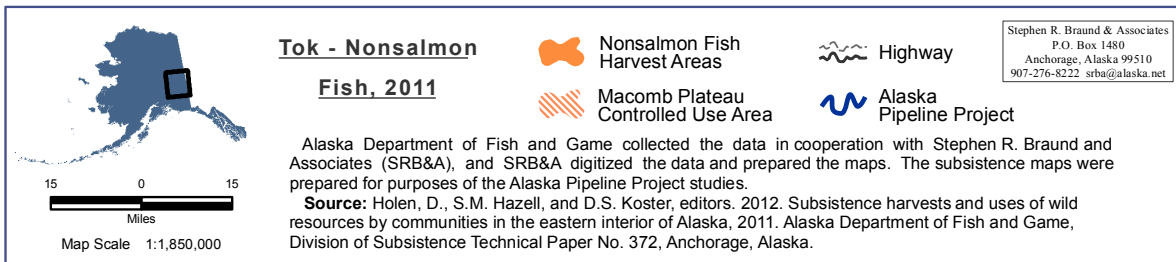 Tok - Nonsalmon
Fish, 2011
Nonsalmon Fish
Harvest Areas
Macomb Plateau
Controlled Use Area
Highway
Alaska
Pipeline Project
Stephen R. Braund & Associates
P.O. Box 1480
Anchorage, Alaska 99510
907-276-8222 srba@alaska.net
15 0 15
Miles
Map Scale 1:1,850,000
Alaska Department of Fish and Game collected the data in cooperation with Stephen R. Braund and
Associates (SRB&A), and SRB&A digitized the data and prepared the maps. The subsistence maps were
prepared for purposes of the Alaska Pipeline Project studies.
Source: Holen, D., S.M. Hazell, and D.S. Koster, editors. 2012. Subsistence harvests and uses of wild
resources by communities in the eastern interior of Alaska, 2011. Alaska Department of Fish and Game,
Division of Subsistence Technical Paper No. 372, Anchorage, Alaska.